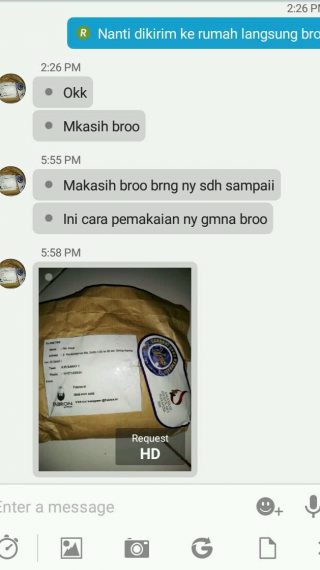 2:26 PM
R Nanti dikirim ke rumah langsung bro
2:26 PM
Okk
Mkasih broo
5:55 PM
Makasih broo brng ny sdh sampaii
Ini cara pemakaian ny gmna broo
5:58 PM
Request
HD
Enter a message